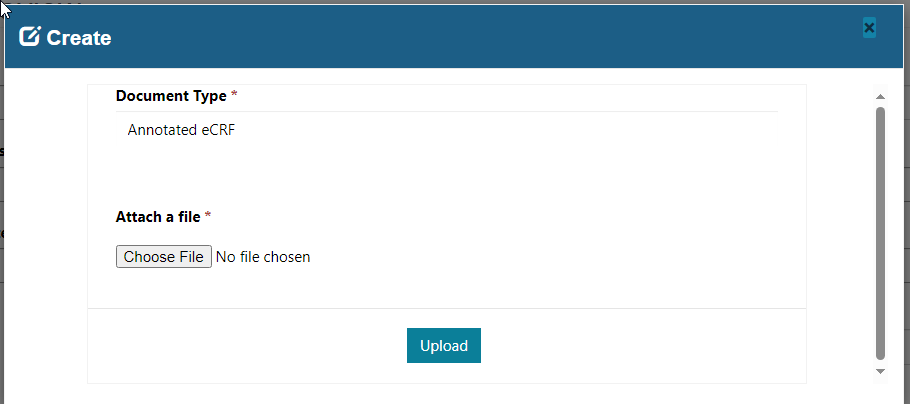 Create
Document Type *
Annotated eCRF
Attach a file *
Choose File No file chosen
Upload